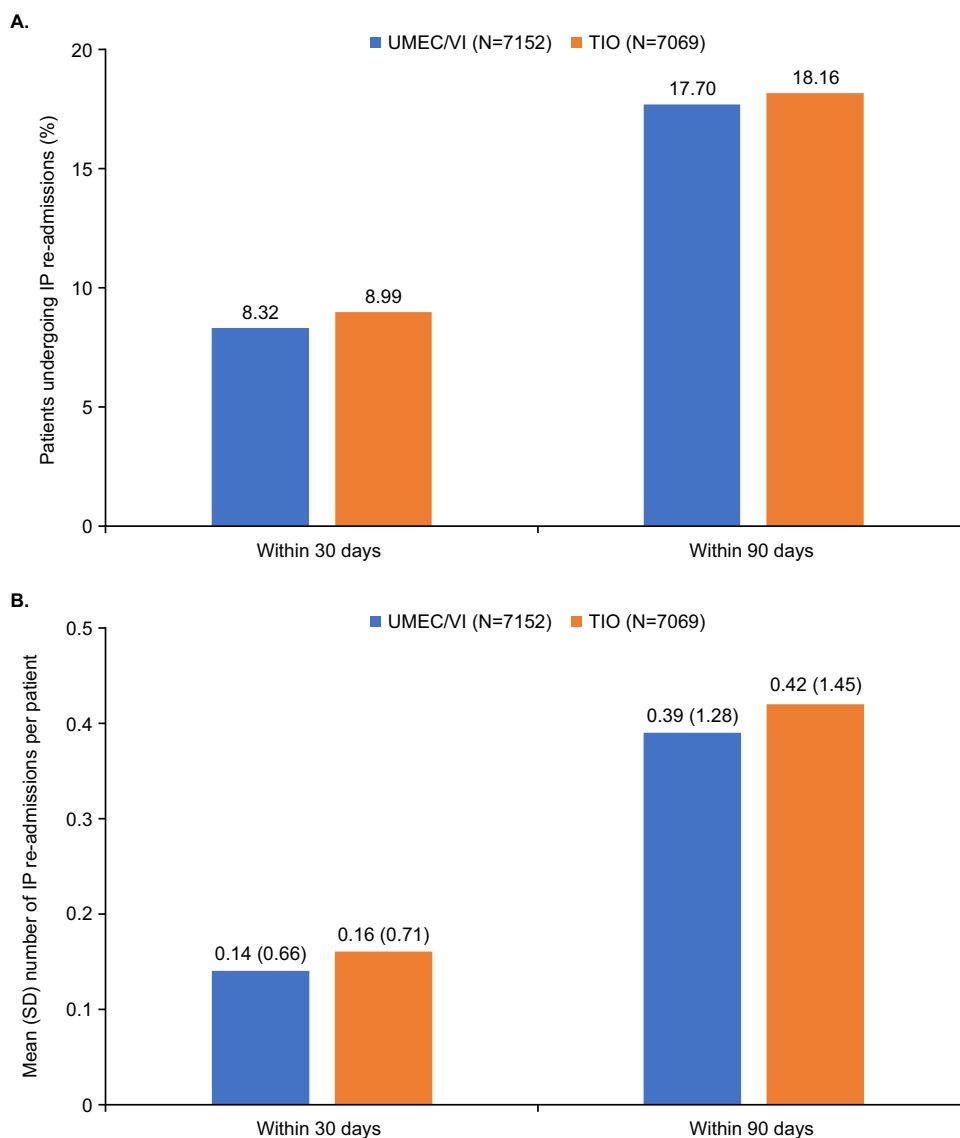 A.
UMEC/VI (N=7152) TIO (N=7069)
Patients undergoing IP re-admissions (%)
20
15
10
5
0
8.32
8.99
17.70
18.16
Within 30 days
Within 90 days
B.
UMEC/VI (N=7152) TIO (N=7069)
Mean (SD) number of IP re-admissions per patient
0.5
0.4
0.3
0.2
0.1
0
0.14 (0.66)
0.16 (0.71)
0.39 (1.28)
0.42 (1.45)
Within 30 days
Within 90 days